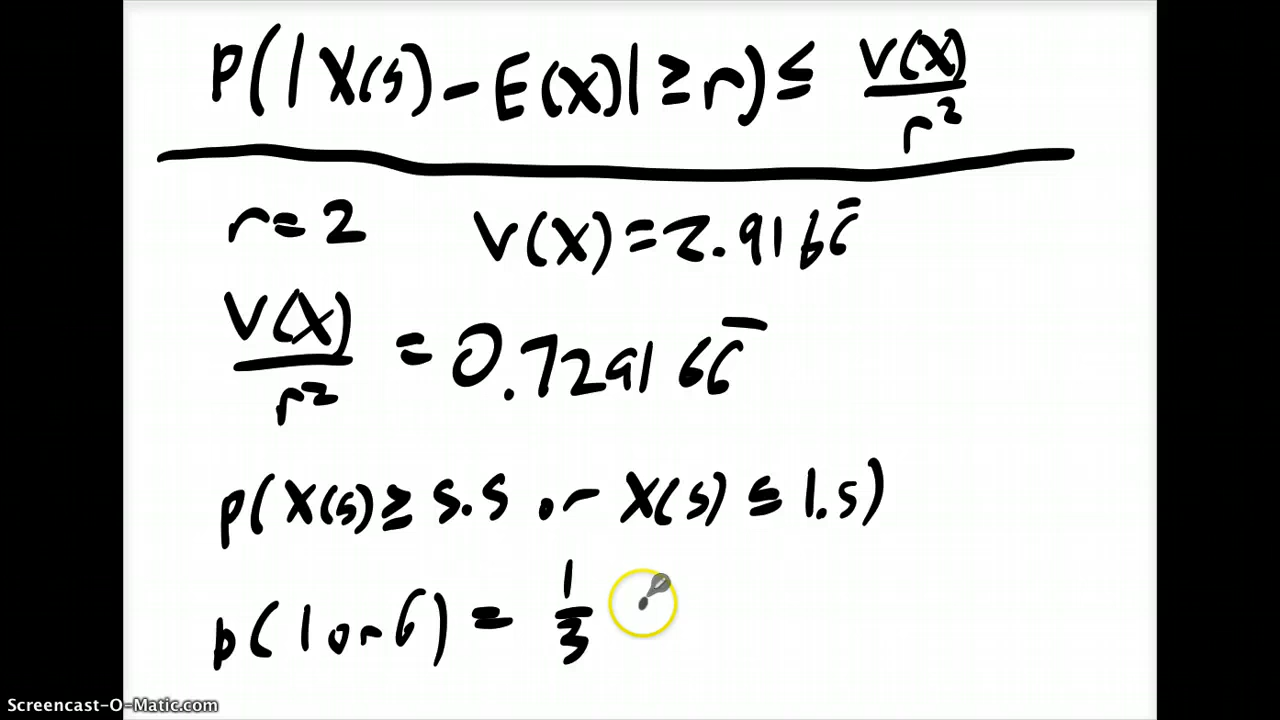 p(|X(s) - E(X)| ≥ r) ≤ V(X)/r²
r = 2 V(X) = 2.9166̅
V(X)/r² = 0.729166̅
p(X(s) ≥ 5.5 or X(s) ≤ 1.5)
p(1 or 6) = 1/3
Screencast-O-Matic.com